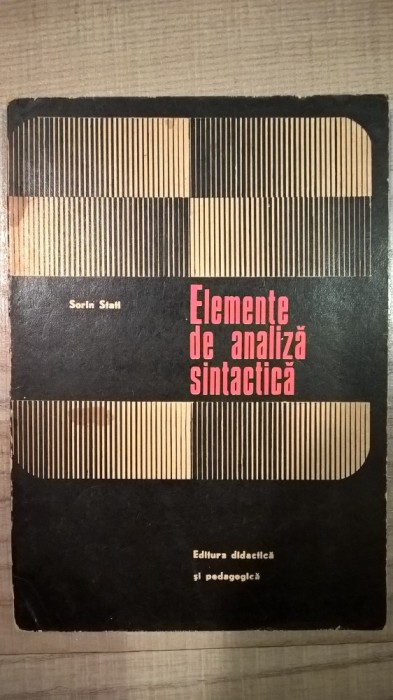 Sorin Stati
Elemente
de analiză
sintactică
Editura didactică
și pedagogică